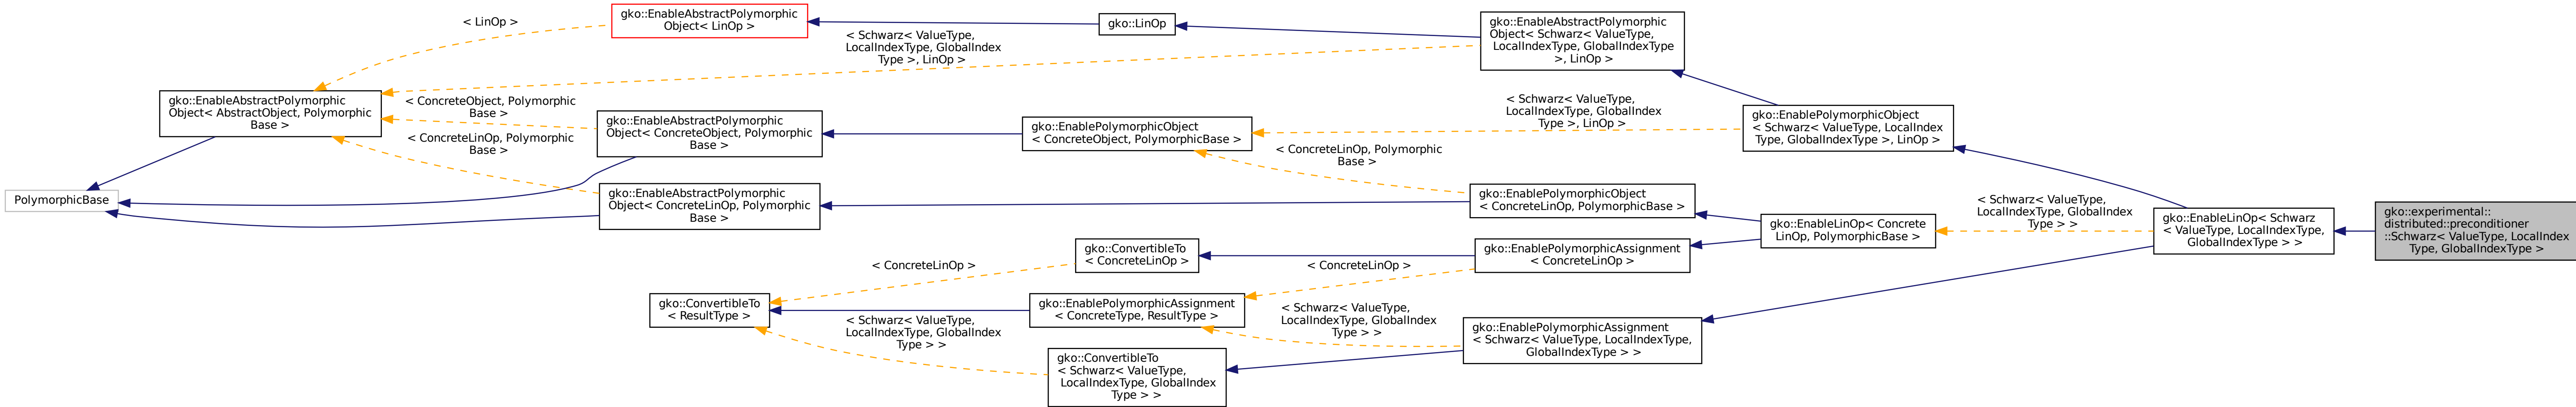 PolymorphicBase
gko::EnableAbstractPolymorphic
Object< AbstractObject, Polymorphic
Base >
< LinOp >
gko::EnableAbstractPolymorphic
Object< LinOp >
< Schwarz< ValueType,
LocalIndexType, GlobalIndex
Type >, LinOp >
< ConcreteObject, Polymorphic
Base >
gko::EnableAbstractPolymorphic
Object< ConcreteObject, Polymorphic
Base >
< ConcreteLinOp, Polymorphic
Base >
gko::EnableAbstractPolymorphic
Object< ConcreteLinOp, Polymorphic
Base >
gko::LinOp
gko::EnableAbstractPolymorphic
Object< Schwarz< ValueType,
LocalIndexType, GlobalIndexType
>, LinOp >
gko::EnablePolymorphicObject
< ConcreteObject, PolymorphicBase >
< Schwarz< ValueType,
LocalIndexType, GlobalIndex
Type >, LinOp >
< ConcreteLinOp, Polymorphic
Base >
gko::EnablePolymorphicObject
< Schwarz< ValueType, LocalIndex
Type, GlobalIndexType >, LinOp >
gko::EnablePolymorphicObject
< ConcreteLinOp, PolymorphicBase >
gko::EnableLinOp< Concrete
LinOp, PolymorphicBase >
< Schwarz< ValueType,
LocalIndexType, GlobalIndex
Type > >
gko::EnableLinOp< Schwarz
< ValueType, LocalIndexType,
GlobalIndexType > >
gko::experimental::
distributed::preconditioner
::Schwarz< ValueType, LocalIndex
Type, GlobalIndexType >
gko::ConvertibleTo
< ResultType >
< ConcreteLinOp >
gko::ConvertibleTo
< ConcreteLinOp >
gko::EnablePolymorphicAssignment
< ConcreteType, ResultType >
< Schwarz< ValueType,
LocalIndexType, GlobalIndex
Type > >
gko::ConvertibleTo
< Schwarz< ValueType,
LocalIndexType, GlobalIndex
Type > >
< ConcreteLinOp >
gko::EnablePolymorphicAssignment
< ConcreteLinOp >
< Schwarz< ValueType,
LocalIndexType, GlobalIndex
Type > >
gko::EnablePolymorphicAssignment
< Schwarz< ValueType, LocalIndexType,
GlobalIndexType > >